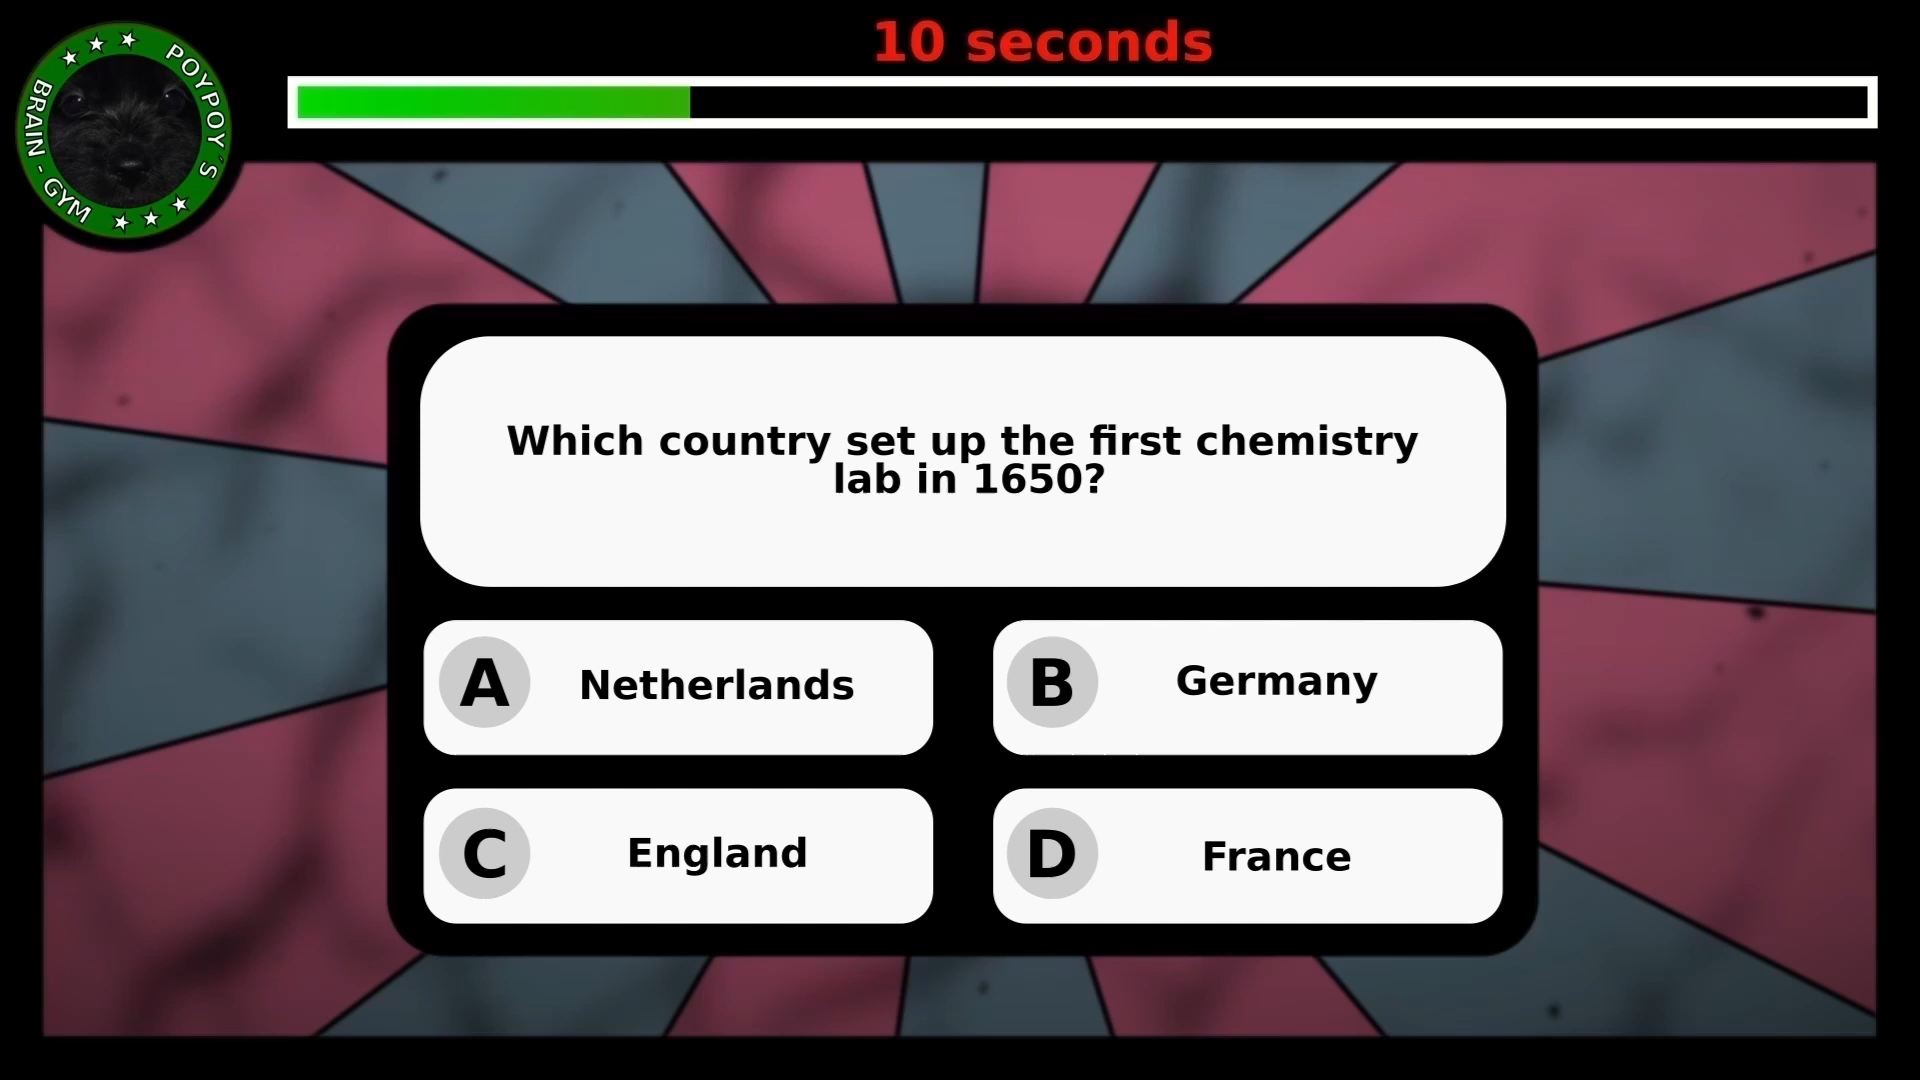 10 seconds
POYPOY´S
BRAIN - GYM
Which country set up the first chemistry
lab in 1650?
A Netherlands
B Germany
C England
D France